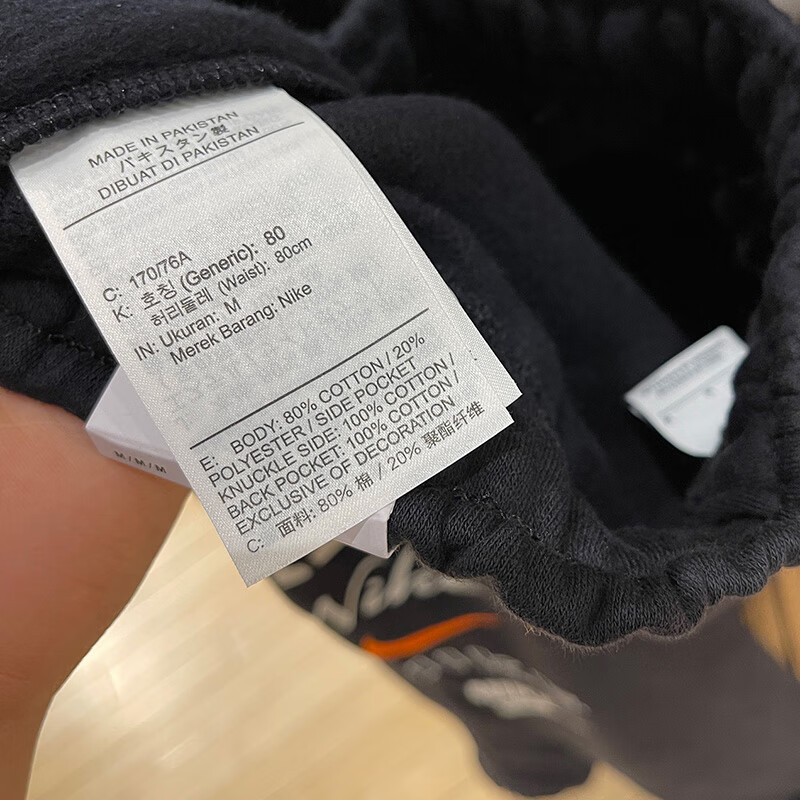 MADE IN PAKISTAN
パキスタン製
DIBUAT DI PAKISTAN
C: 170/76A
K: 호칭 (Generic): 80
허리둘레 (Waist): 80cm
IN: Ukuran: M
Merek Barang: Nike
E: BODY: 80% COTTON / 20%
POLYESTER / SIDE POCKET
KNUCKLE SIDE: 100% COTTON /
BACK POCKET: 100% COTTON /
EXCLUSIVE OF DECORATION
C: 面料: 80% 棉 / 20% 聚酯纤维
M / M / M
Nike